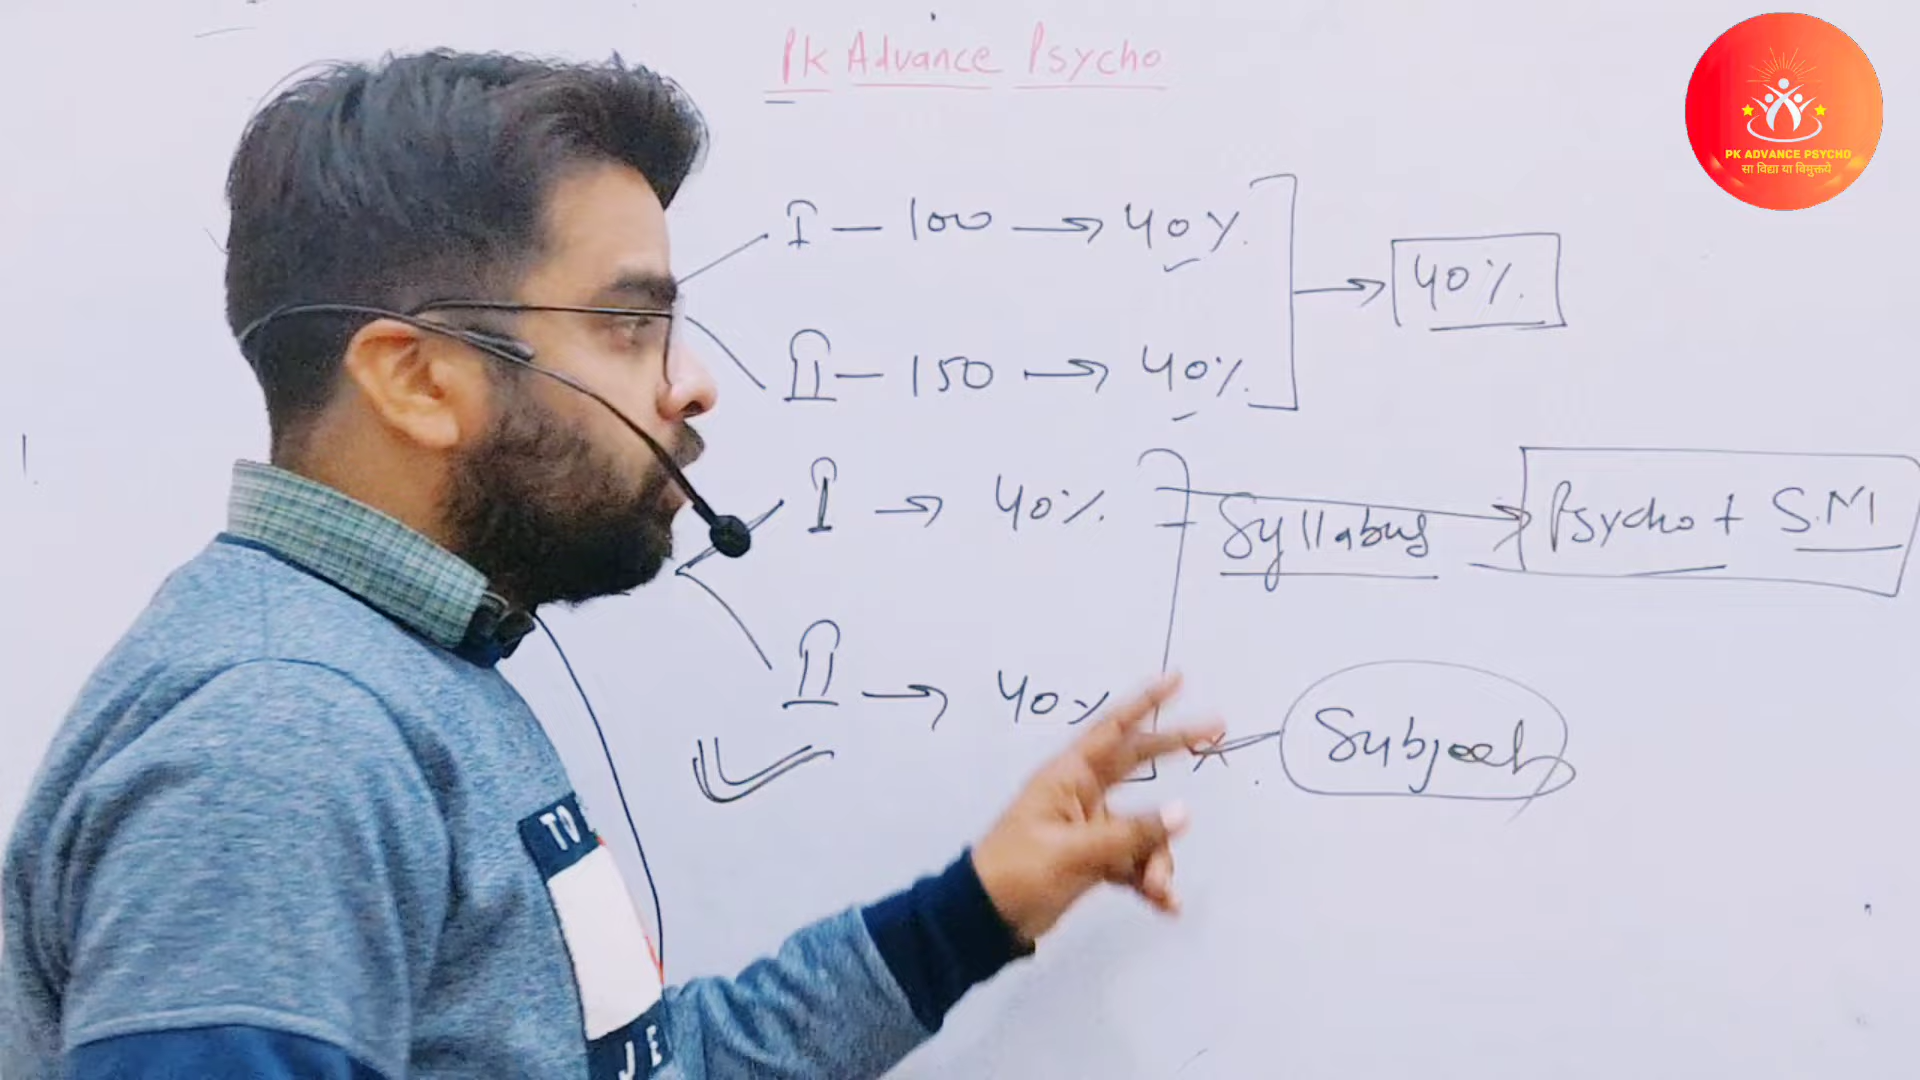 Pk Advance Psycho
PK ADVANCE PSYCHO
सा विद्या या विमुक्तये
I — 100 → 40%
II — 150 → 40%
40%
I → 40%
Syllabus → Psycho + S.M
II → 40%
Subject
TO
JE